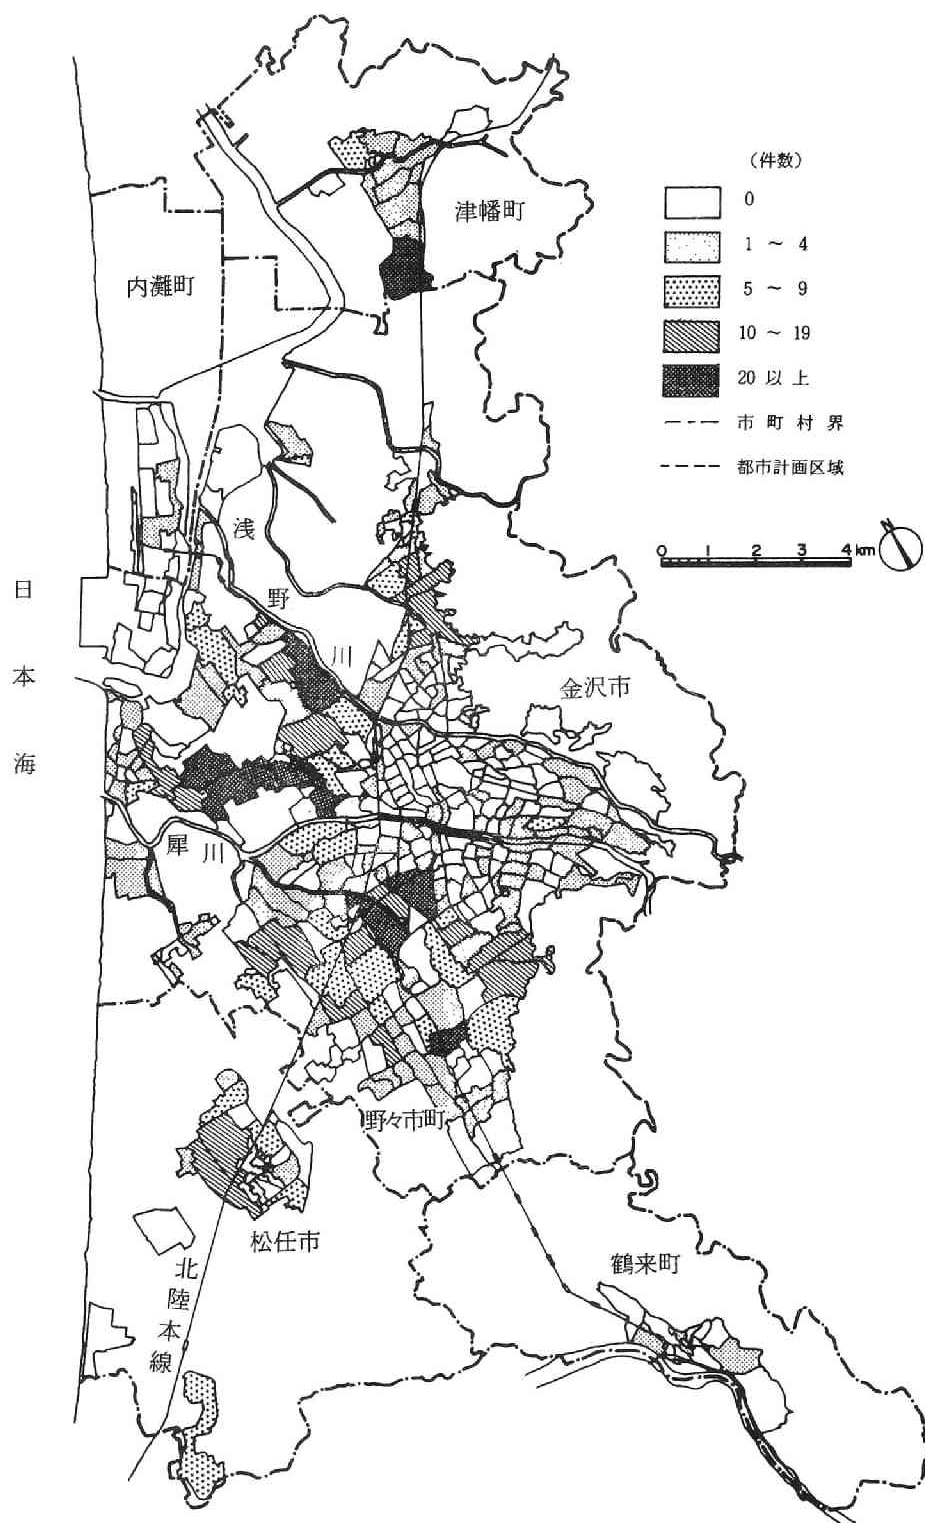 (件数)
0
1 ~ 4
5 ~ 9
10 ~ 19
20 以上
市町村界
都市計画区域
0 1 2 3 4 km
N
津幡町
内灘町
浅野川
日本海
金沢市
犀川
野々市町
松任市
北陸本線
鶴来町